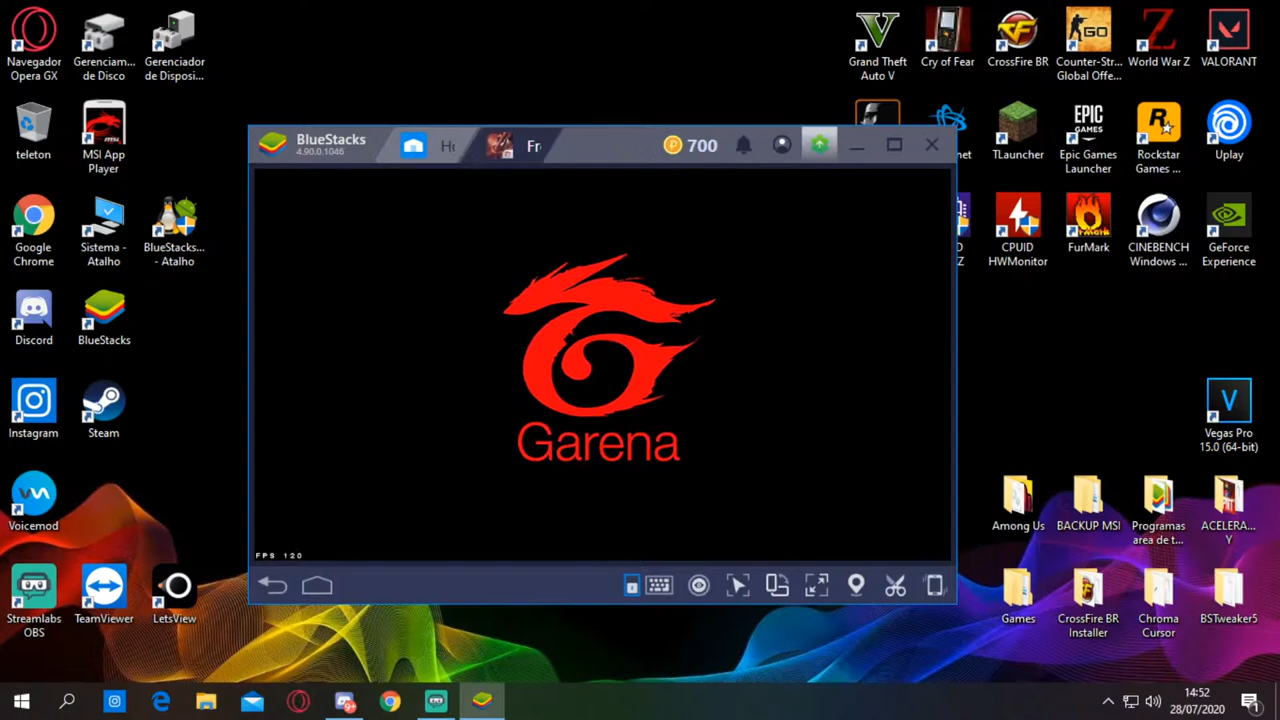 Navegador
Opera GX
Gerenciam...
de Disco
Gerenciador
de Disposi...
teleton
MSI App
Player
Google
Chrome
Sistema -
Atalho
BlueStacks...
- Atalho
Discord
BlueStacks
Instagram
Steam
Voicemod
Streamlabs
OBS
TeamViewer
LetsView
BlueStacks
4.90.0.1046
700
Garena
FPS 120
Grand Theft
Auto V
Cry of Fear
CrossFire BR
GO
Counter-Str...
Global Offe...
World War Z
VALORANT
TLauncher
EPIC
GAMES
Epic Games
Launcher
Rockstar
Games ...
Uplay
CPUID
HWMonitor
FurMark
CINEBENCH
Windows ...
GeForce
Experience
Vegas Pro
15.0 (64-bit)
Among Us
BACKUP MSI
Programas
area de t...
ACELERA...
Y
Games
CrossFire BR
Installer
Chroma
Cursor
BSTweaker5
14:52
28/07/2020